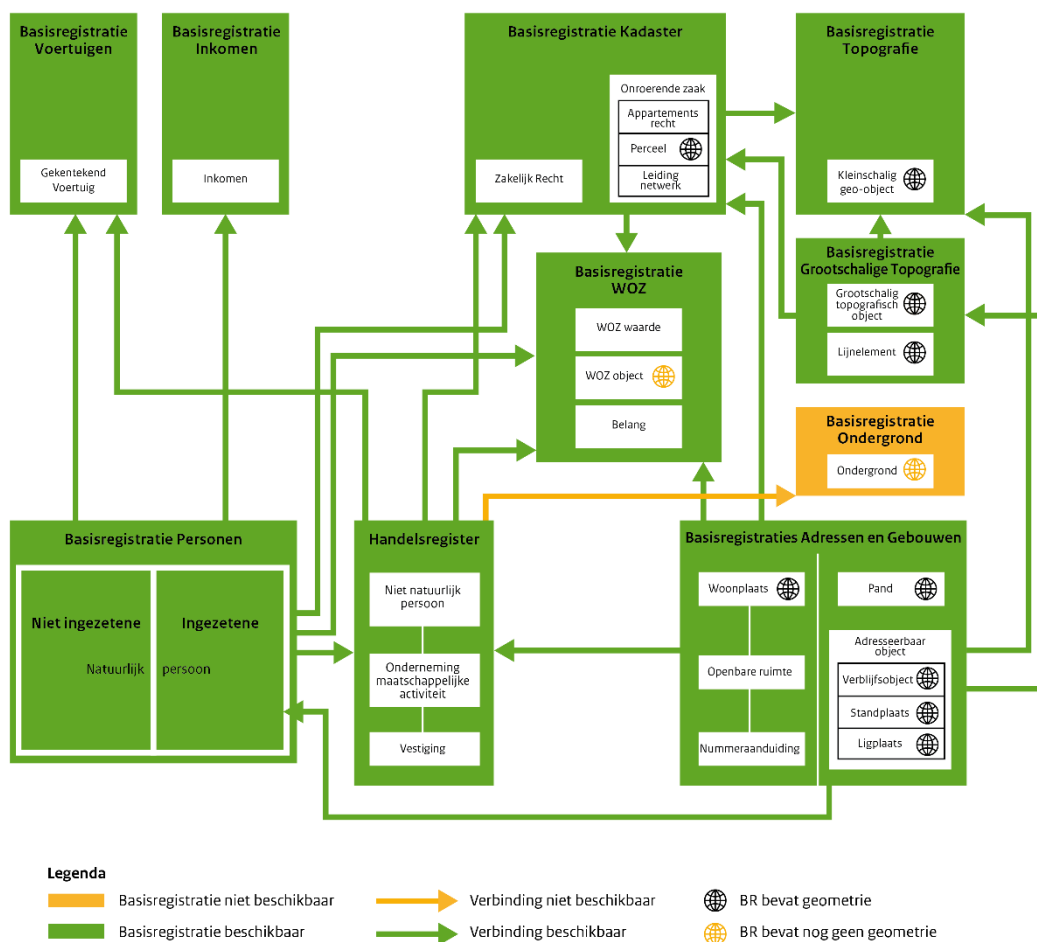 Basisregistratie
Voertuigen
Gekentekend
Voertuig
Basisregistratie
Inkomen
Inkomen
Basisregistratie Kadaster
Zakelijk Recht
Onroerende zaak
Appartements
recht
Perceel
Leiding
netwerk
Basisregistratie
Topografie
Kleinschalig
geo-object
Basisregistratie
Grootschalige Topografie
Grootschalig
topografisch
object
Lijnelement
Basisregistratie
WOZ
WOZ waarde
WOZ object
Belang
Basisregistratie
Ondergrond
Ondergrond
Basisregistratie Personen
Niet ingezetene
Ingezetene
Natuurlijk persoon
Handelsregister
Niet natuurlijk
persoon
Onderneming
maatschappelijke
activiteit
Vestiging
Basisregistraties Adressen en Gebouwen
Woonplaats
Openbare ruimte
Nummeraanduiding
Pand
Adresseerbaar
object
Verblijfsobject
Standplaats
Ligplaats
Legenda
Basisregistratie niet beschikbaar
Verbinding niet beschikbaar
BR bevat geometrie
Basisregistratie beschikbaar
Verbinding beschikbaar
BR bevat nog geen geometrie